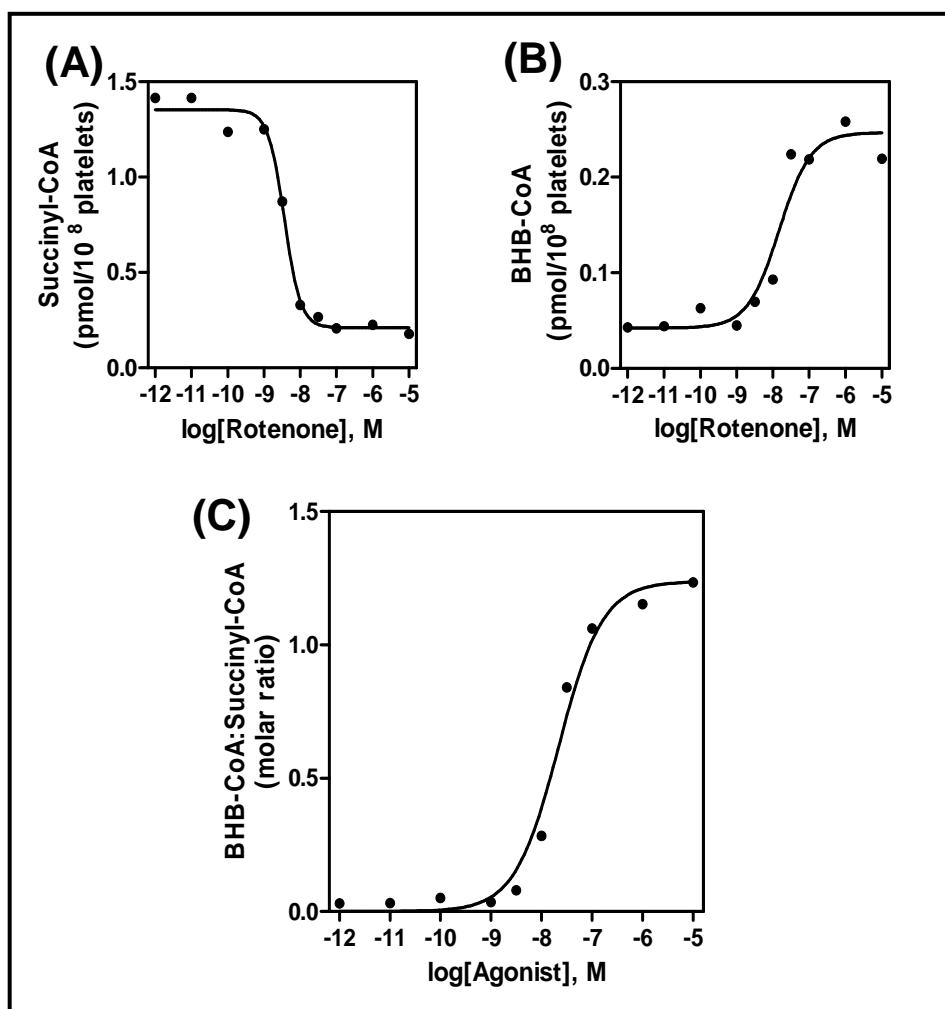 (A)
Succinyl-CoA
(pmol/10 8 platelets)
1.5
1.0
0.5
0.0
-12 -11 -10 -9 -8 -7 -6 -5
log[Rotenone], M
(B)
BHB-CoA
(pmol/10⁸ platelets)
0.3
0.2
0.1
0.0
-12 -11 -10 -9 -8 -7 -6 -5
log[Rotenone], M
(C)
BHB-CoA:Succinyl-CoA
(molar ratio)
1.5
1.0
0.5
0.0
-12 -11 -10 -9 -8 -7 -6 -5
log[Agonist], M